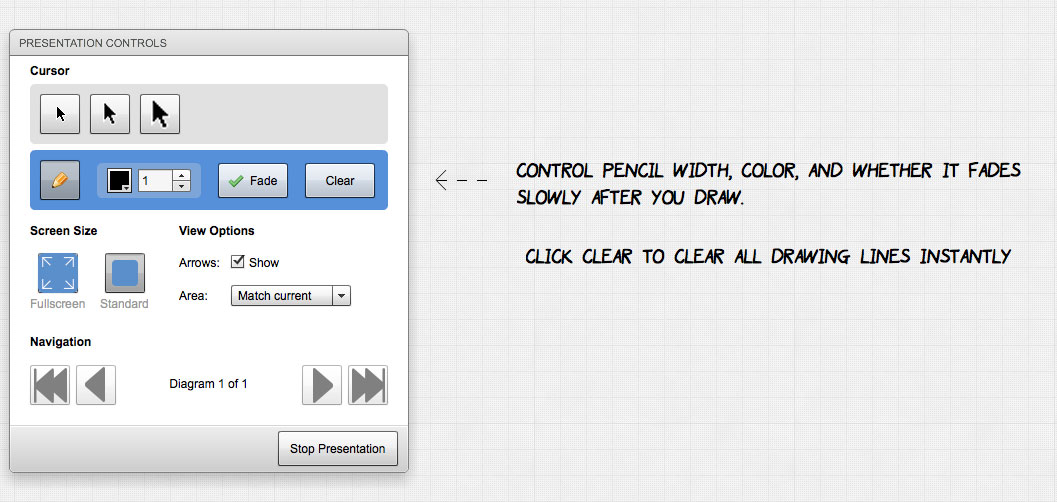 PRESENTATION CONTROLS
Cursor
1
Fade
Clear
CONTROL PENCIL WIDTH, COLOR, AND WHETHER IT FADES
SLOWLY AFTER YOU DRAW.
CLICK CLEAR TO CLEAR ALL DRAWING LINES INSTANTLY
Screen Size
View Options
Arrows: Show
Area: Match current
Fullscreen
Standard
Navigation
Diagram 1 of 1
Stop Presentation